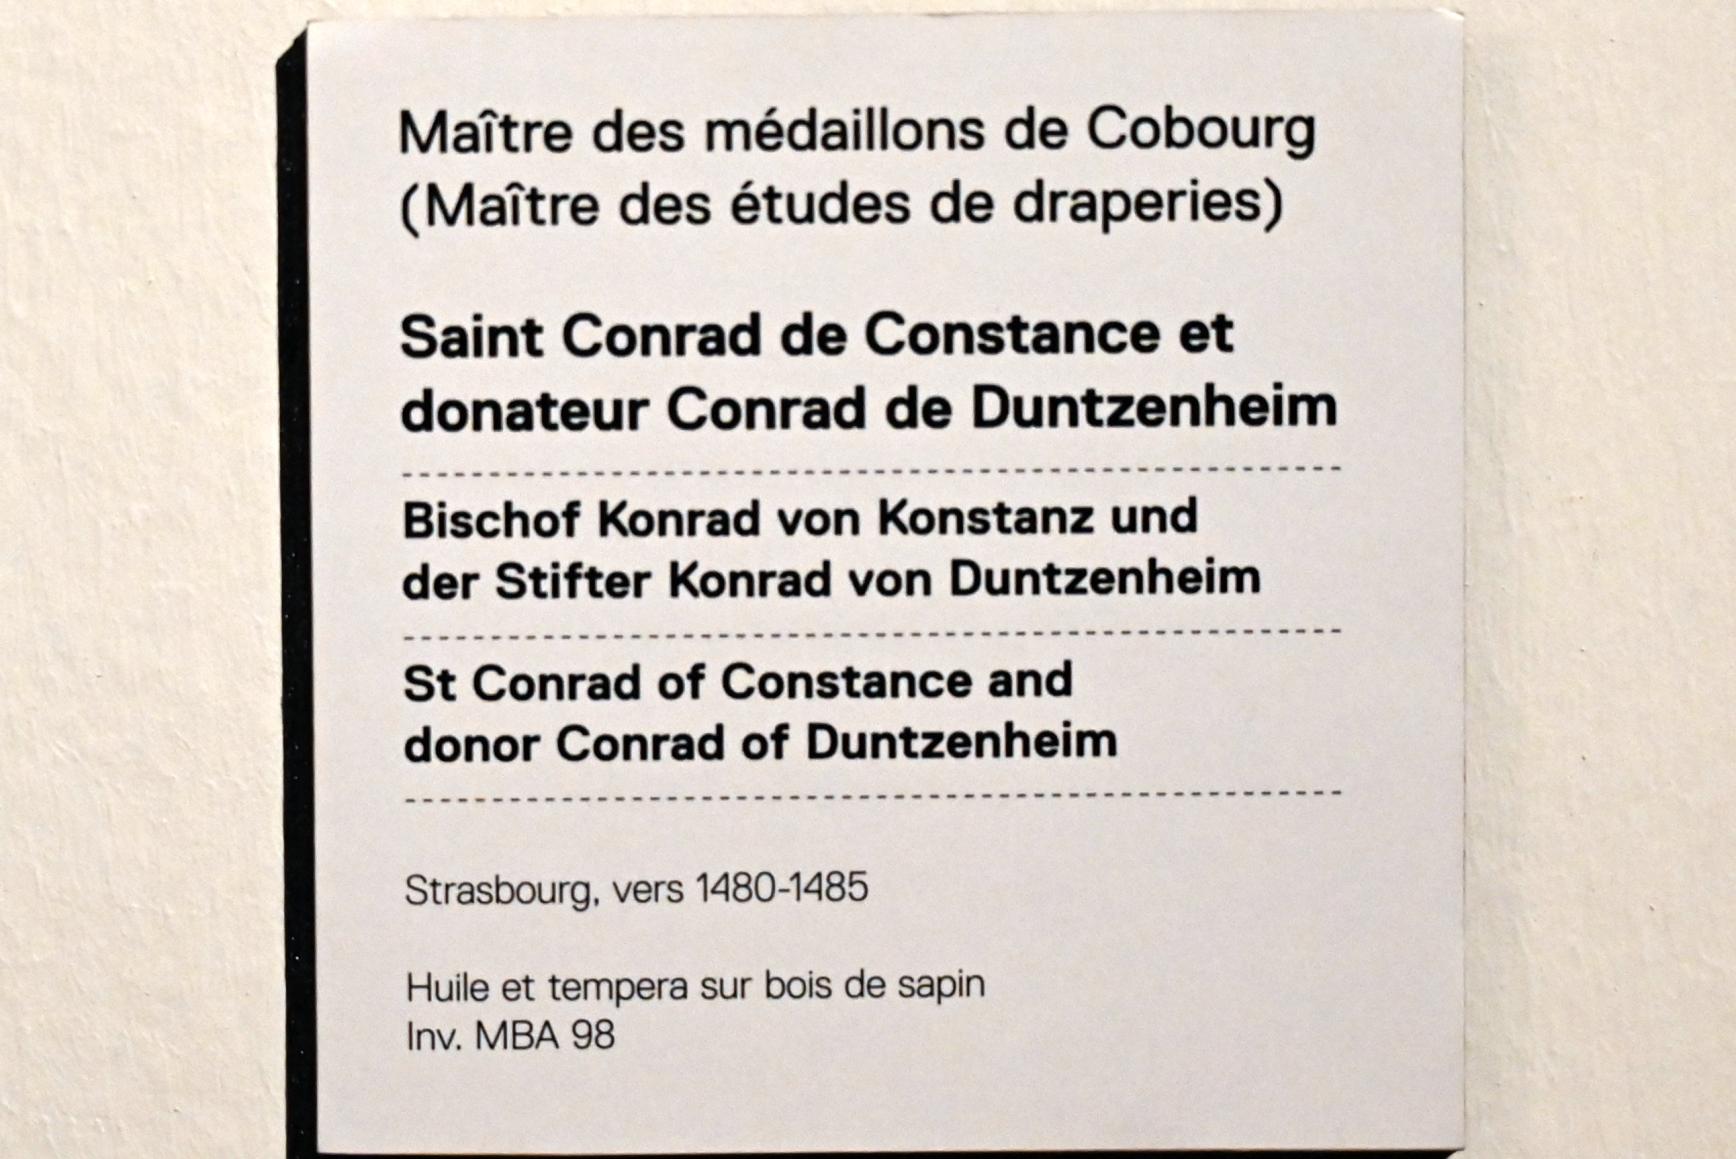 Maître des médaillons de Cobourg
(Maître des études de draperies)
Saint Conrad de Constance et
donateur Conrad de Duntzenheim
Bischof Konrad von Konstanz und
der Stifter Konrad von Duntzenheim
St Conrad of Constance and
donor Conrad of Duntzenheim
Strasbourg, vers 1480-1485
Huile et tempera sur bois de sapin
Inv. MBA 98